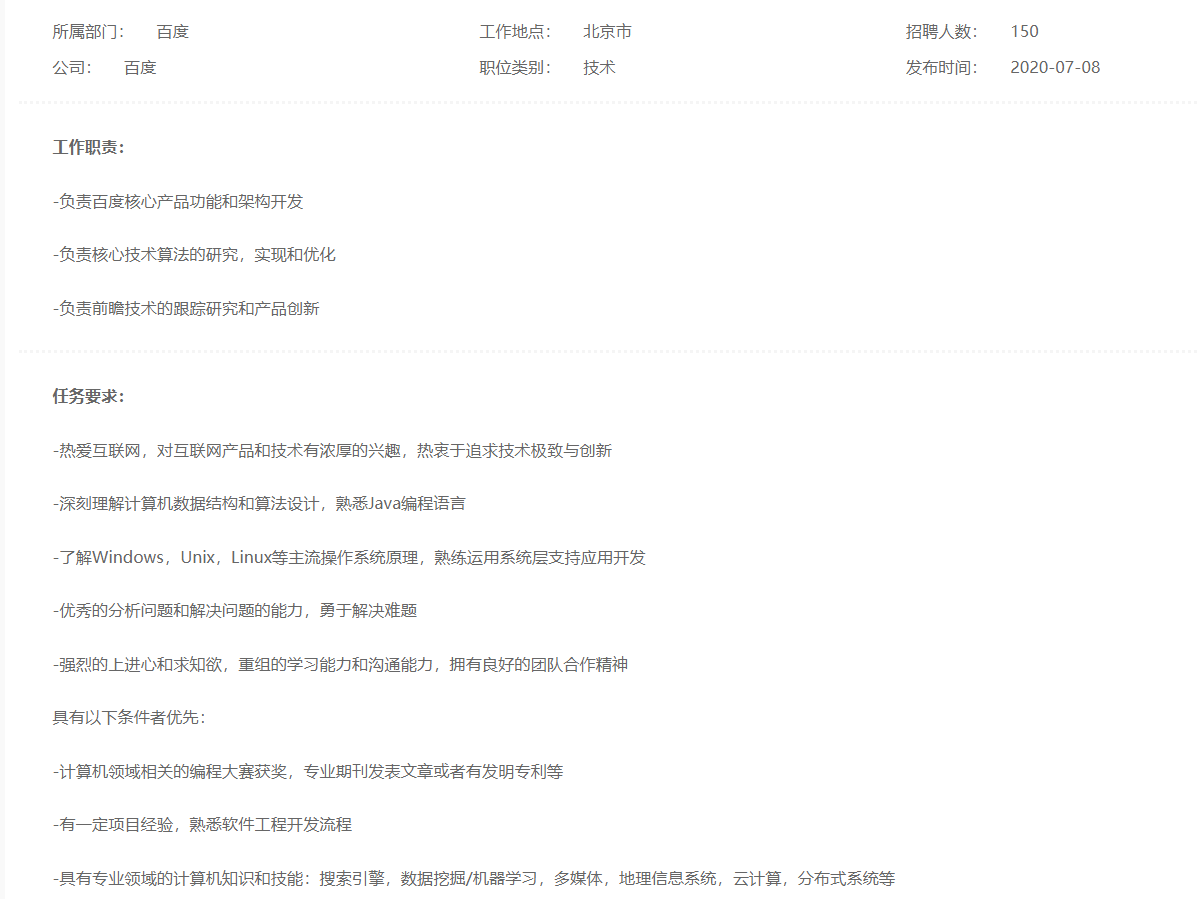 所属部门： 百度 工作地点： 北京市 招聘人数： 150
公司： 百度 职位类别： 技术 发布时间： 2020-07-08
工作职责：
-负责百度核心产品功能和架构开发
-负责核心技术算法的研究，实现和优化
-负责前瞻技术的跟踪研究和产品创新
任务要求：
-热爱互联网，对互联网产品和技术有浓厚的兴趣，热衷于追求技术极致与创新
-深刻理解计算机数据结构和算法设计，熟悉Java编程语言
-了解Windows，Unix，Linux等主流操作系统原理，熟练运用系统层支持应用开发
-优秀的分析问题和解决问题的能力，勇于解决难题
-强烈的上进心和求知欲，重组的学习能力和沟通能力，拥有良好的团队合作精神
具有以下条件者优先：
-计算机领域相关的编程大赛获奖，专业期刊发表文章或者有发明专利等
-有一定项目经验，熟悉软件工程开发流程
-具有专业领域的计算机知识和技能：搜索引擎，数据挖掘/机器学习，多媒体，地理信息系统，云计算，分布式系统等